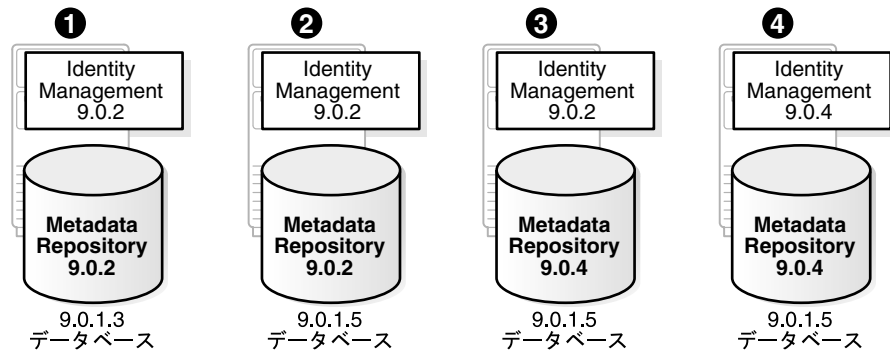 1
Identity
Management
9.0.2
Metadata
Repository
9.0.2
9.0.1.3
データベース
2
Identity
Management
9.0.2
Metadata
Repository
9.0.2
9.0.1.5
データベース
3
Identity
Management
9.0.2
Metadata
Repository
9.0.4
9.0.1.5
データベース
4
Identity
Management
9.0.4
Metadata
Repository
9.0.4
9.0.1.5
データベース